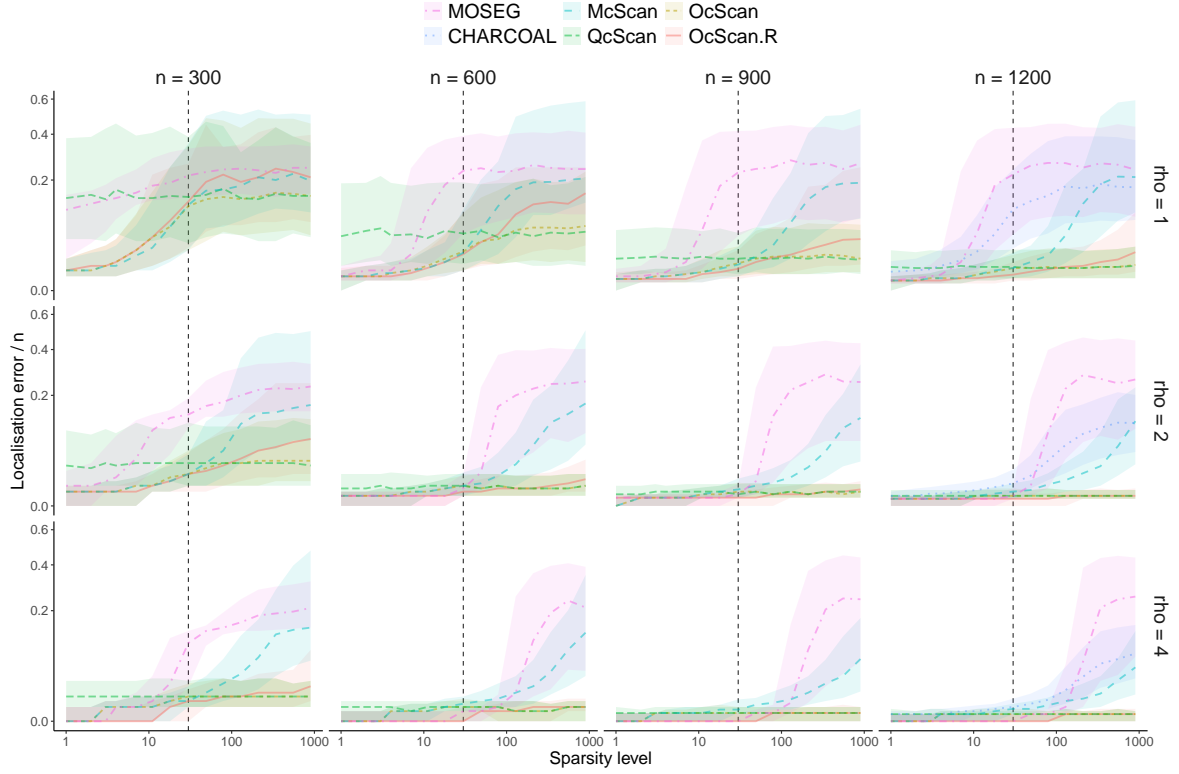 MOSEG McScan OcScan
CHARCOAL QcScan OcScan.R
n = 300 n = 600 n = 900 n = 1200
0.6
0.4
0.2
0.0
rho = 1
0.6
0.4
0.2
0.0
rho = 2
0.6
0.4
0.2
0.0
rho = 4
Localisation error / n
1 10 100 1000 1 10 100 1000 1 10 100 1000 1 10 100 1000
Sparsity level